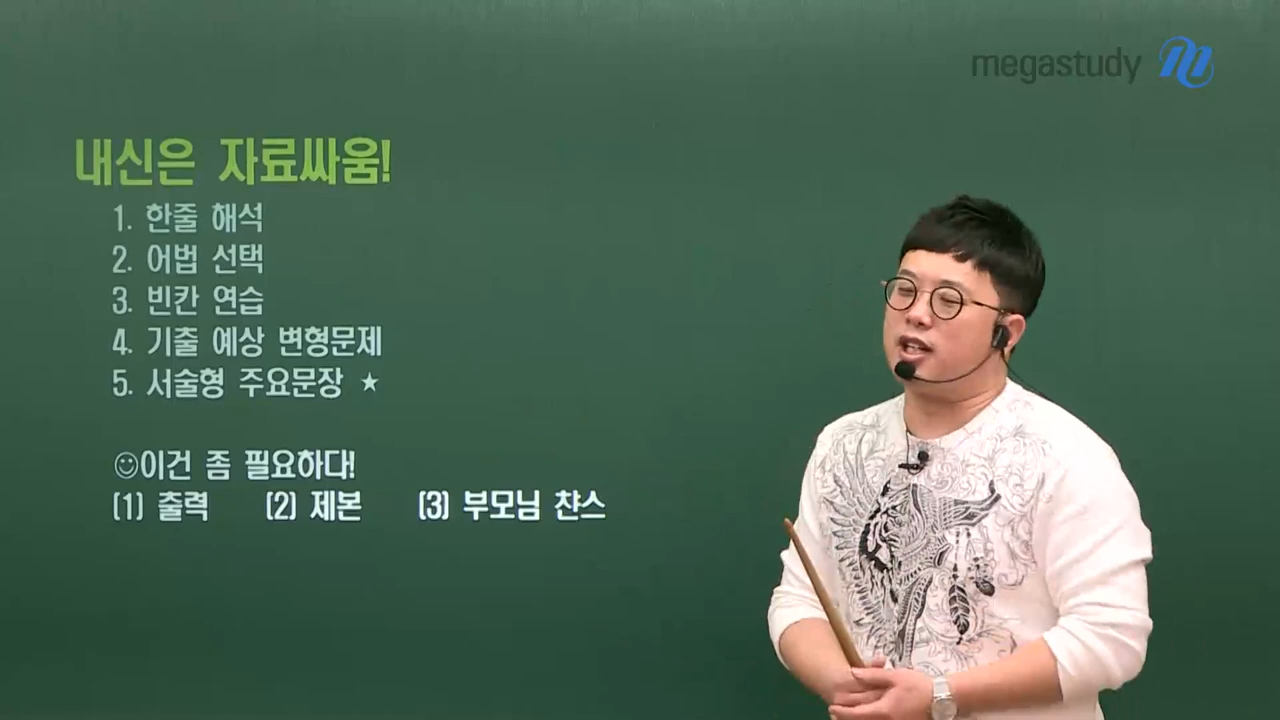 megastudy
내신은 자료싸움!
1. 한줄 해석
2. 어법 선택
3. 빈칸 연습
4. 기출 예상 변형문제
5. 서술형 주요문장 ★
☺이건 좀 필요하다!
(1) 출력 (2) 제본 (3) 부모님 찬스